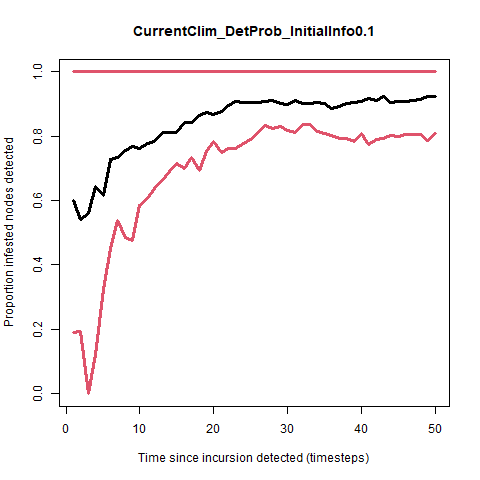 CurrentClim_DetProb_InitialInfo0.1
Proportion infested nodes detected
1.0
0.8
0.6
0.4
0.2
0.0
0 10 20 30 40 50
Time since incursion detected (timesteps)